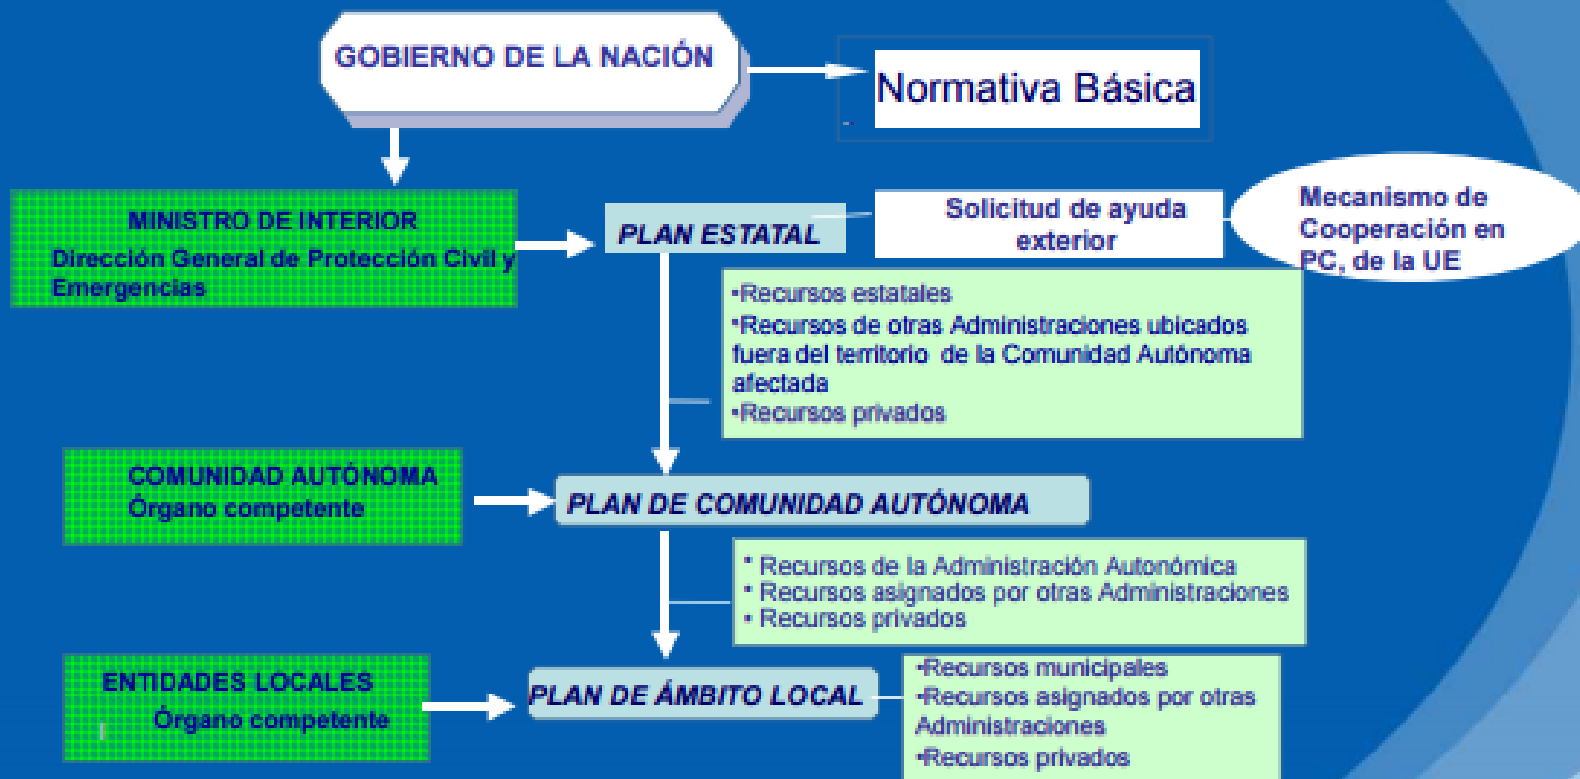 GOBIERNO DE LA NACIÓN
Normativa Básica
MINISTRO DE INTERIOR
Dirección General de Protección Civil y
Emergencias
PLAN ESTATAL
Solicitud de ayuda
exterior
Mecanismo de
Cooperación en
PC, de la UE
•Recursos estatales
•Recursos de otras Administraciones ubicados
fuera del territorio de la Comunidad Autónoma
afectada
•Recursos privados
COMUNIDAD AUTÓNOMA
Órgano competente
PLAN DE COMUNIDAD AUTÓNOMA
• Recursos de la Administración Autonómica
• Recursos asignados por otras Administraciones
• Recursos privados
ENTIDADES LOCALES
Órgano competente
PLAN DE ÁMBITO LOCAL
•Recursos municipales
•Recursos asignados por otras
Administraciones
•Recursos privados